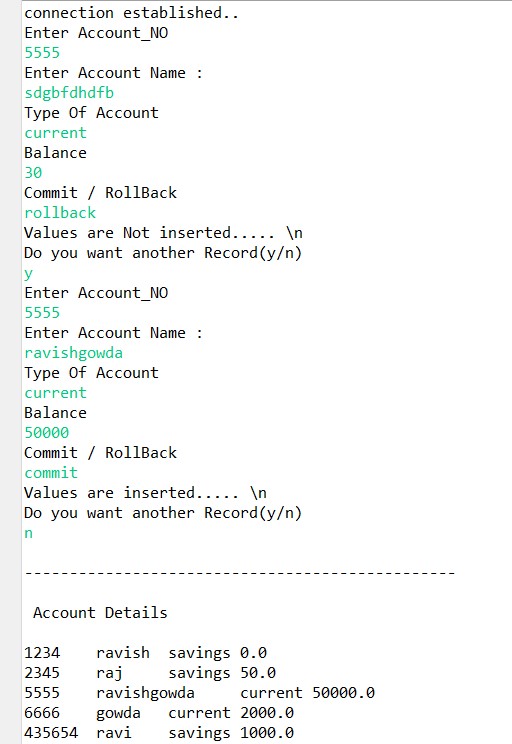 connection established..
Enter Account_NO
5555
Enter Account Name :
sdgbfdhdfb
Type Of Account
current
Balance
30
Commit / RollBack
rollback
Values are Not inserted..... \n
Do you want another Record(y/n)
y
Enter Account_NO
5555
Enter Account Name :
ravishgowda
Type Of Account
current
Balance
50000
Commit / RollBack
commit
Values are inserted..... \n
Do you want another Record(y/n)
n
------------------------------------------------
Account Details
1234 ravish savings 0.0
2345 raj savings 50.0
5555 ravishgowda current 50000.0
6666 gowda current 2000.0
435654 ravi savings 1000.0